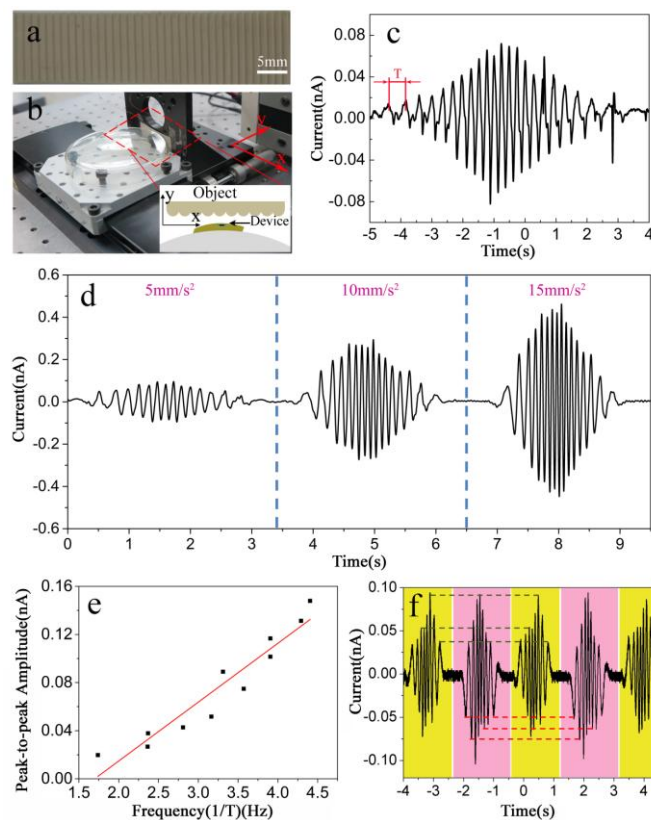 a
5mm
b
y
x
y
Object
x
Device
c
Current(nA)
0.08
0.04
0.00
-0.04
-0.08
T
-5 -4 -3 -2 -1 0 1 2 3 4
Time(s)
d
5mm/s²
10mm/s²
15mm/s²
Current(nA)
0.6
0.4
0.2
0.0
-0.2
-0.4
-0.6
0 1 2 3 4 5 6 7 8 9
Time(s)
e
Peak-to-peak Amplitude(nA)
0.16
0.12
0.08
0.04
0.00
1.5 2.0 2.5 3.0 3.5 4.0 4.5
Frequency(1/T)(Hz)
f
Current(nA)
0.10
0.05
0.00
-0.05
-0.10
-4 -3 -2 -1 0 1 2 3 4
Time(s)